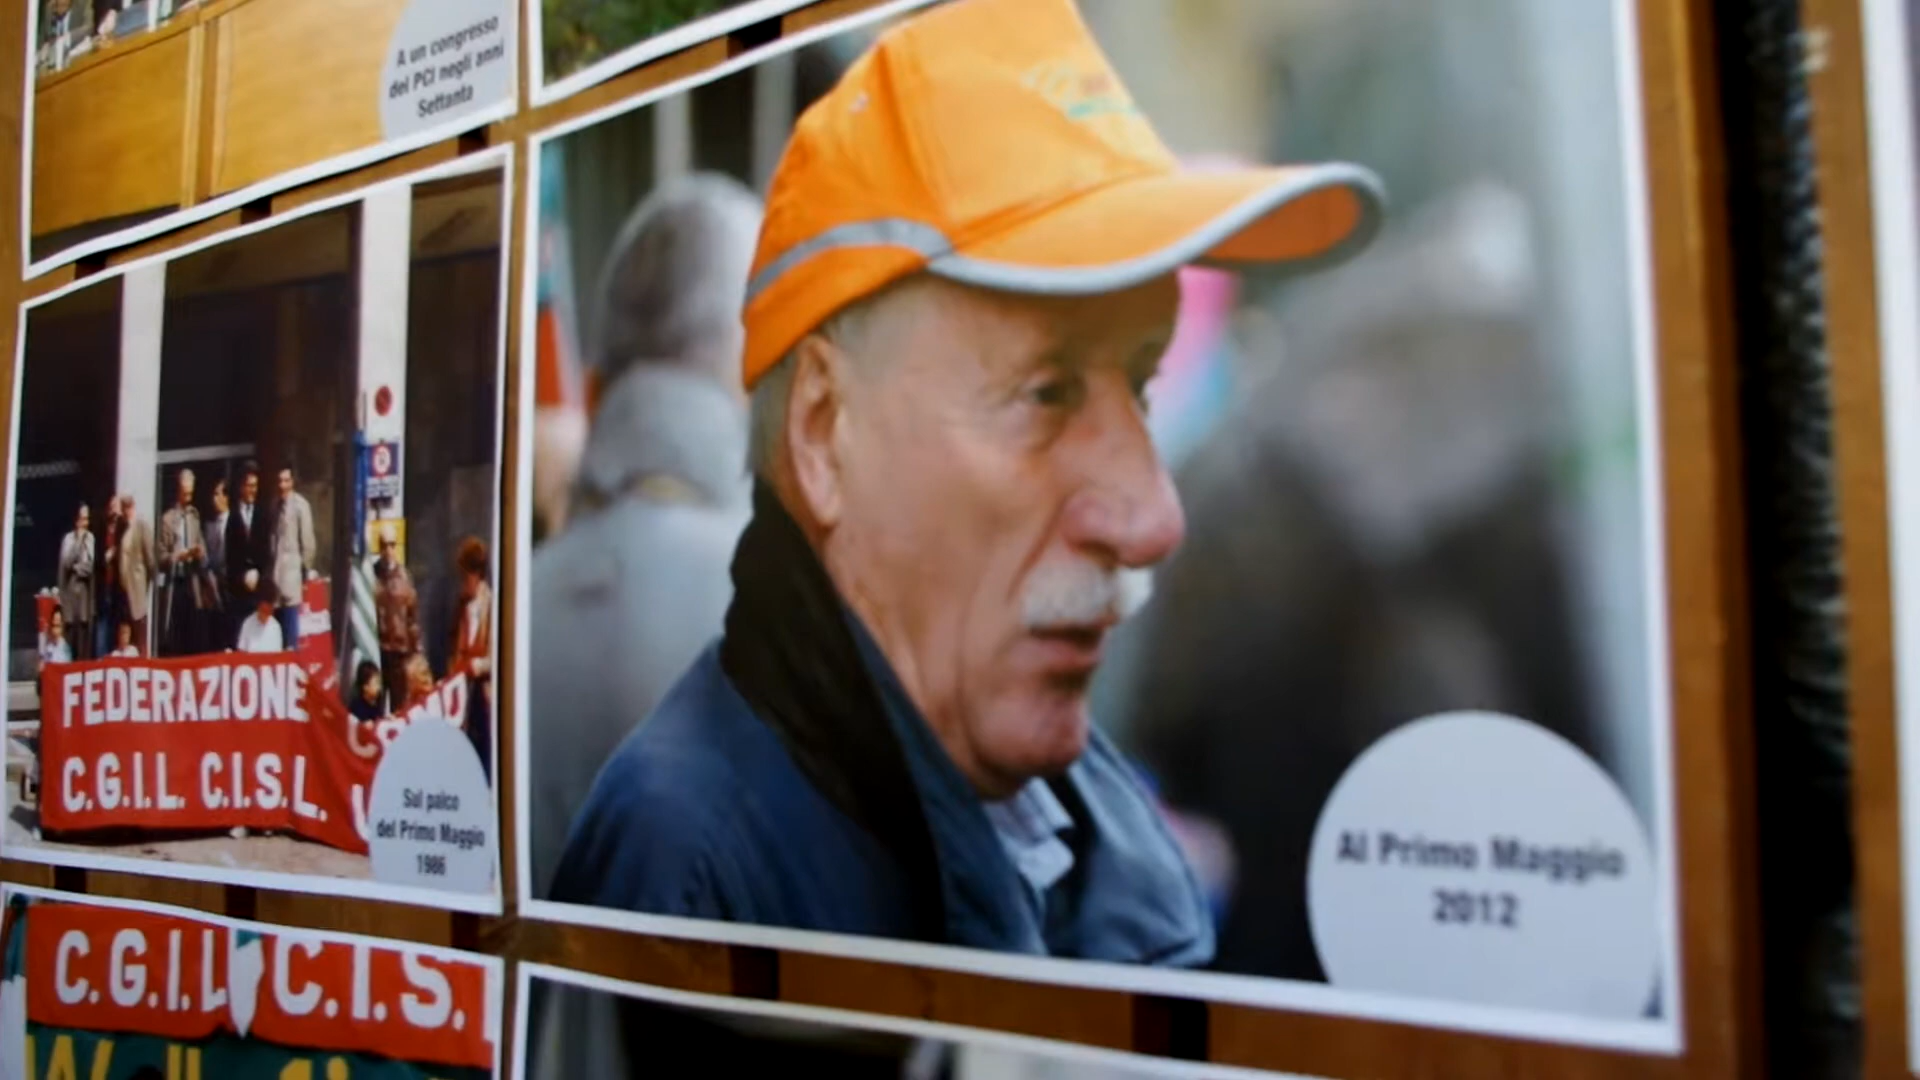 A un congresso
del PCI negli anni
Settanta
FEDERAZIONE
C.G.I.L. C.I.S.L.
Sul palco
del Primo Maggio
1986
Al Primo Maggio
2012
C.G.I.L C.I.S.